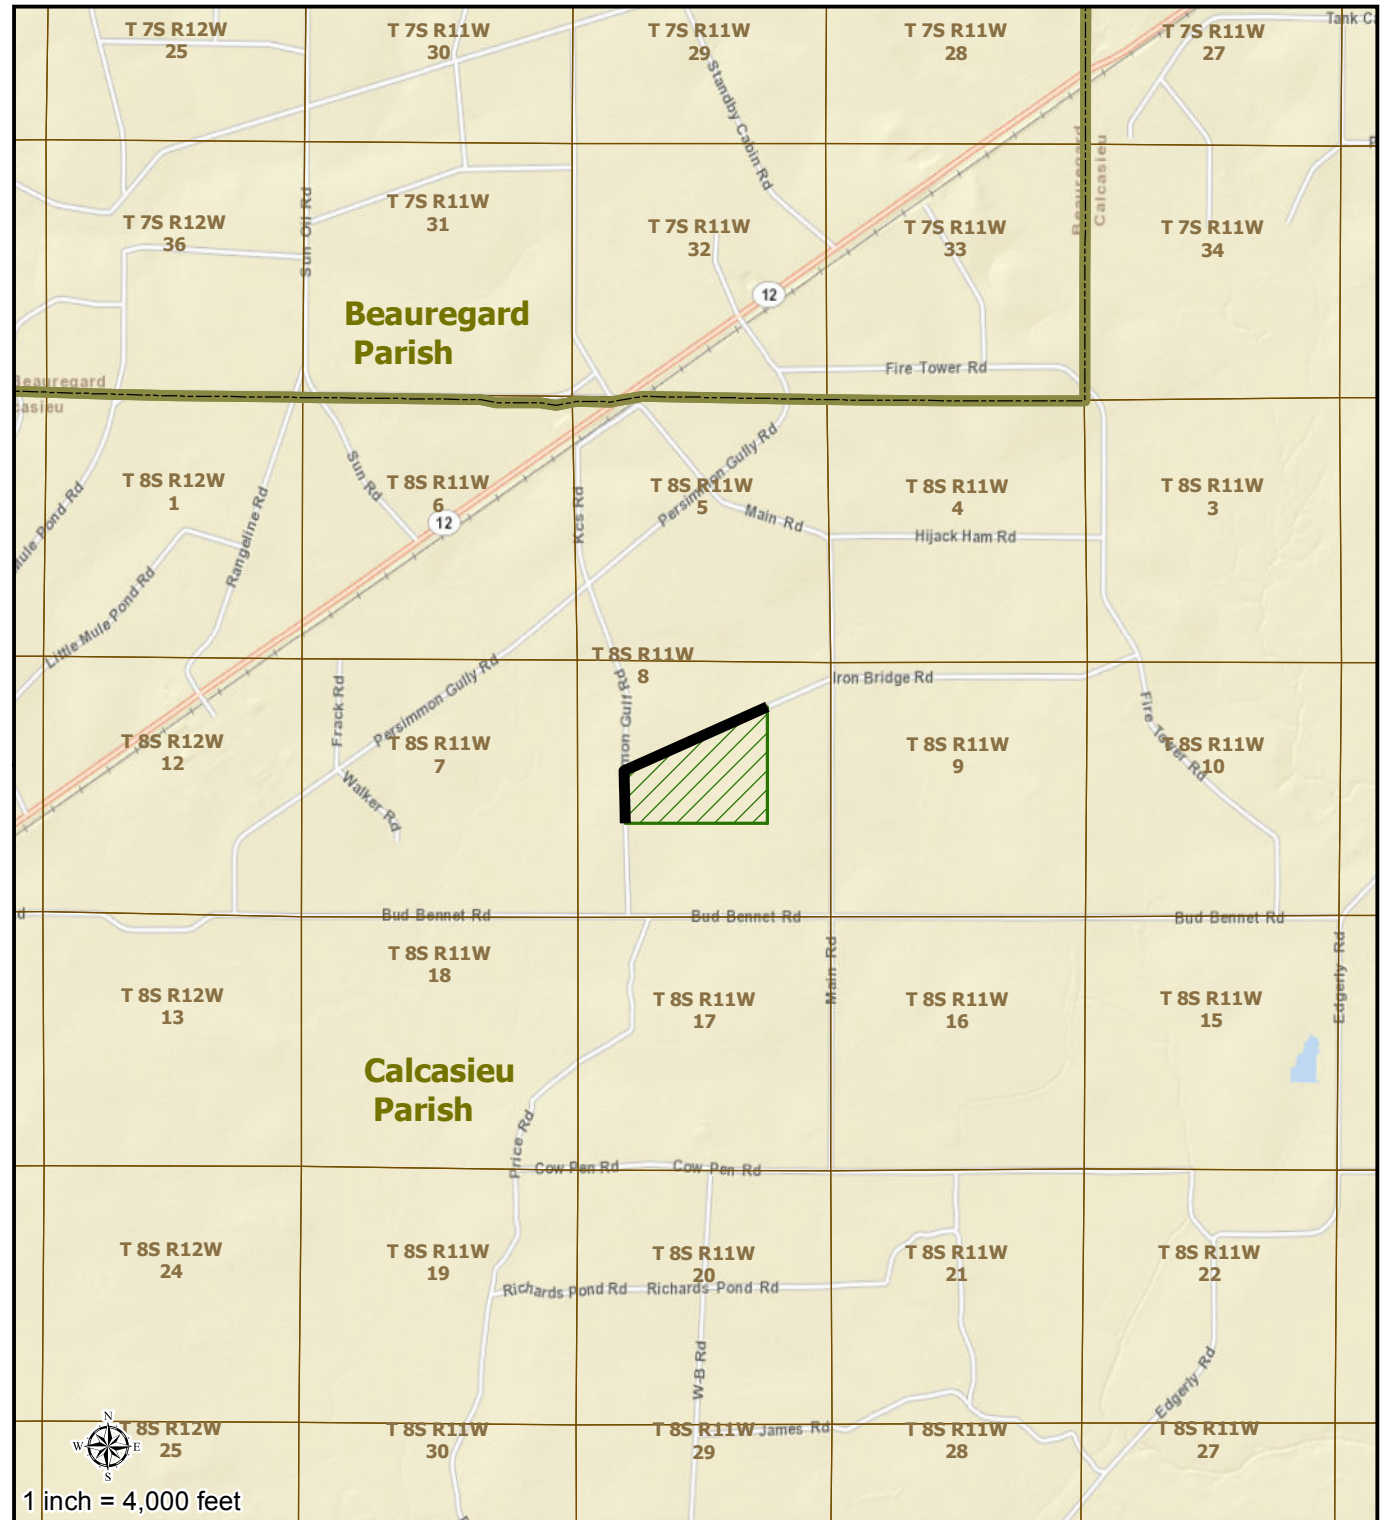 T 7S R12W
25
T 7S R11W
30
T 7S R11W
29
T 7S R11W
28
T 7S R11W
27
Tank
Standby Cabin Rd
Beauregard
Calcasieu
Sun Oil Rd
T 7S R12W
36
T 7S R11W
31
T 7S R11W
32
T 7S R11W
33
T 7S R11W
34
12
Beauregard
Parish
Fire Tower Rd
Beauregard
casieu
Persimmon Gully Rd
T 8S R12W
1
Sun Rd
T 8S R11W
6
12
Kcs Rd
T 8S R11W
5
Main Rd
T 8S R11W
4
Hijack Ham Rd
T 8S R11W
3
Mule Pond Rd
Rangeline Rd
Little Mule Pond Rd
T 8S R11W
8
Persimmon Gully Rd
Frack Rd
mon Gulf Rd
Iron Bridge Rd
Fire Tower Rd
T 8S R12W
12
T 8S R11W
7
T 8S R11W
9
T 8S R11W
10
Walker Rd
d
Bud Bennet Rd
Bud Bennet Rd
Bud Bennet Rd
T 8S R12W
13
T 8S R11W
18
T 8S R11W
17
Main Rd
T 8S R11W
16
T 8S R11W
15
Edgerly Rd
Calcasieu
Parish
Price Rd
Cow Pen Rd
Cow Pen Rd
T 8S R12W
24
T 8S R11W
19
T 8S R11W
20
T 8S R11W
21
T 8S R11W
22
Richards Pond Rd
Richards Pond Rd
W-B Rd
Edgerly Rd
N
W
E
S
T 8S R12W
25
T 8S R11W
30
T 8S R11W
29
James Rd
T 8S R11W
28
T 8S R11W
27
1 inch = 4,000 feet